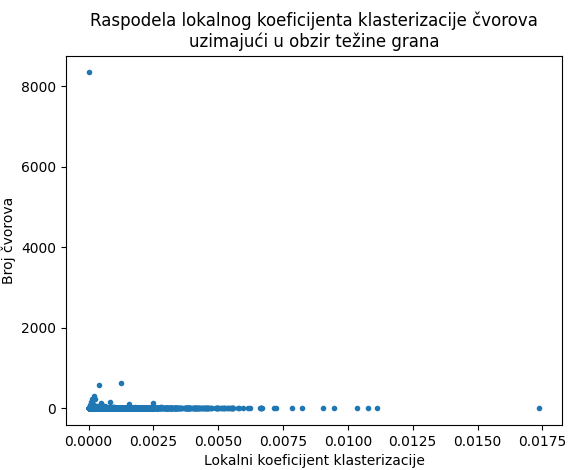 Raspodela lokalnog koeficijenta klasterizacije čvorova
uzimajući u obzir težine grana
8000
6000
4000
2000
0
Broj čvorova
0.0000 0.0025 0.0050 0.0075 0.0100 0.0125 0.0150 0.0175
Lokalni koeficijent klasterizacije